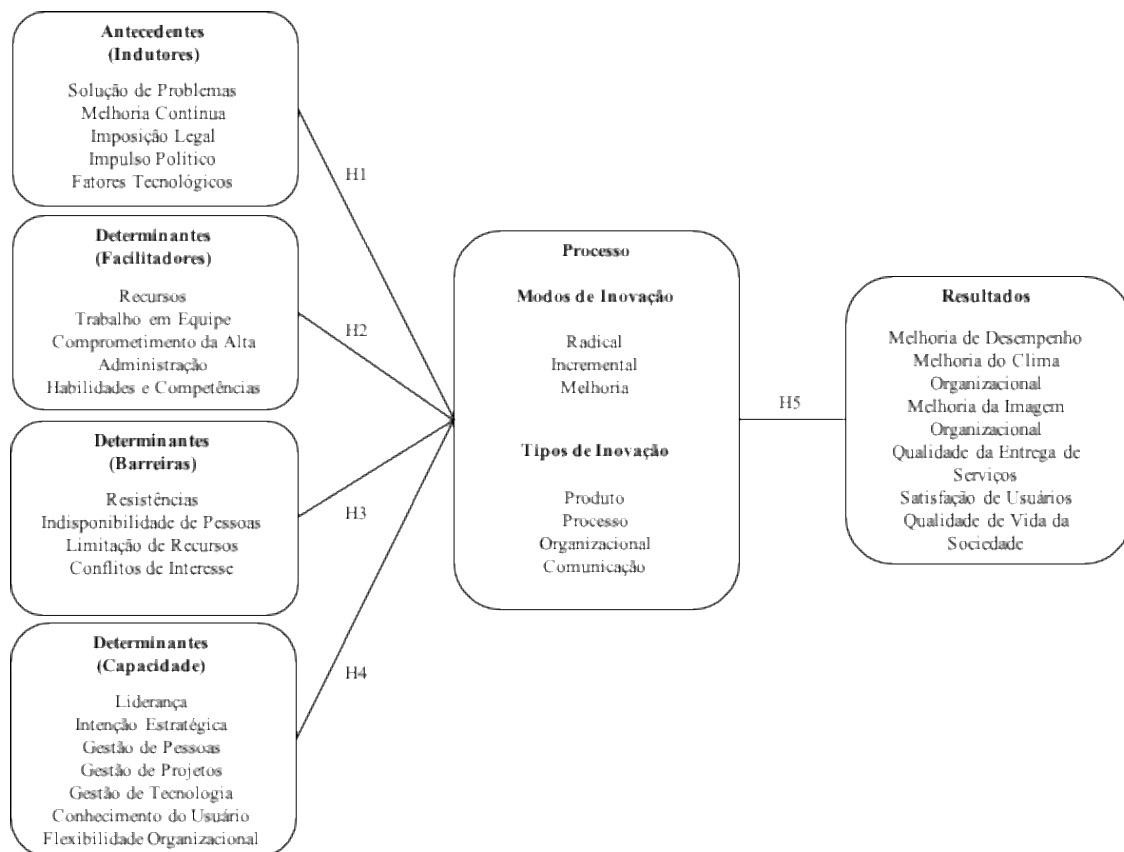 Antecedentes
(Indutores)
Solução de Problemas
Melhoria Contínua
Imposição Legal
Impulso Político
Fatores Tecnológicos
H1
Determinantes
(Facilitadores)
Recursos
Trabalho em Equipe
Comprometimento da Alta
Administração
Habilidades e Competências
H2
Determinantes
(Barreiras)
Resistências
Indisponibilidade de Pessoas
Limitação de Recursos
Conflitos de Interesse
H3
Determinantes
(Capacidade)
Liderança
Intenção Estratégica
Gestão de Pessoas
Gestão de Projetos
Gestão de Tecnologia
Conhecimento do Usuário
Flexibilidade Organizacional
H4
Processo
Modos de Inovação
Radical
Incremental
Melhoria
Tipos de Inovação
Produto
Processo
Organizacional
Comunicação
H5
Resultados
Melhoria de Desempenho
Melhoria do Clima
Organizacional
Melhoria da Imagem
Organizacional
Qualidade da Entrega de
Serviços
Satisfação de Usuários
Qualidade de Vida da
Sociedade